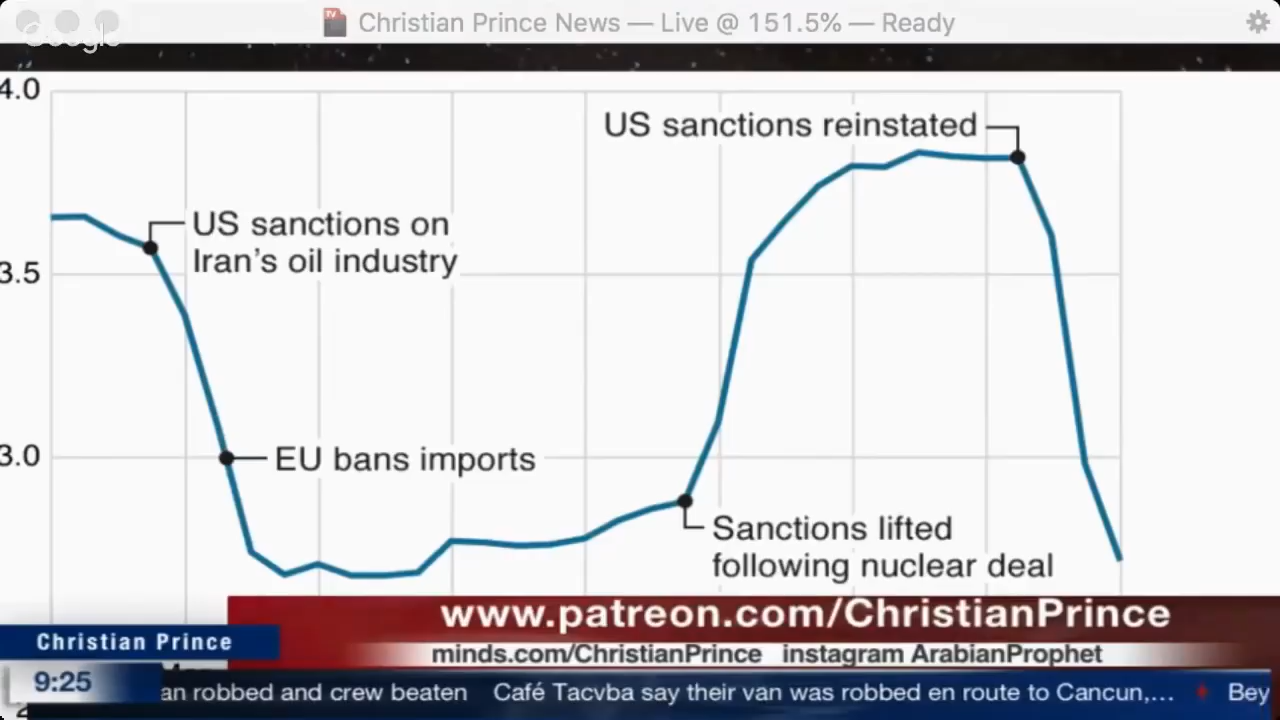 Christian Prince News — Live @ 151.5% — Ready
Google
4.0
US sanctions reinstated
US sanctions on
Iran's oil industry
3.5
3.0
EU bans imports
Sanctions lifted
following nuclear deal
www.patreon.com/ChristianPrince
Christian Prince
minds.com/ChristianPrince instagram ArabianProphet
9:25
an robbed and crew beaten Café Tacvba say their van was robbed en route to Cancun,... Bey